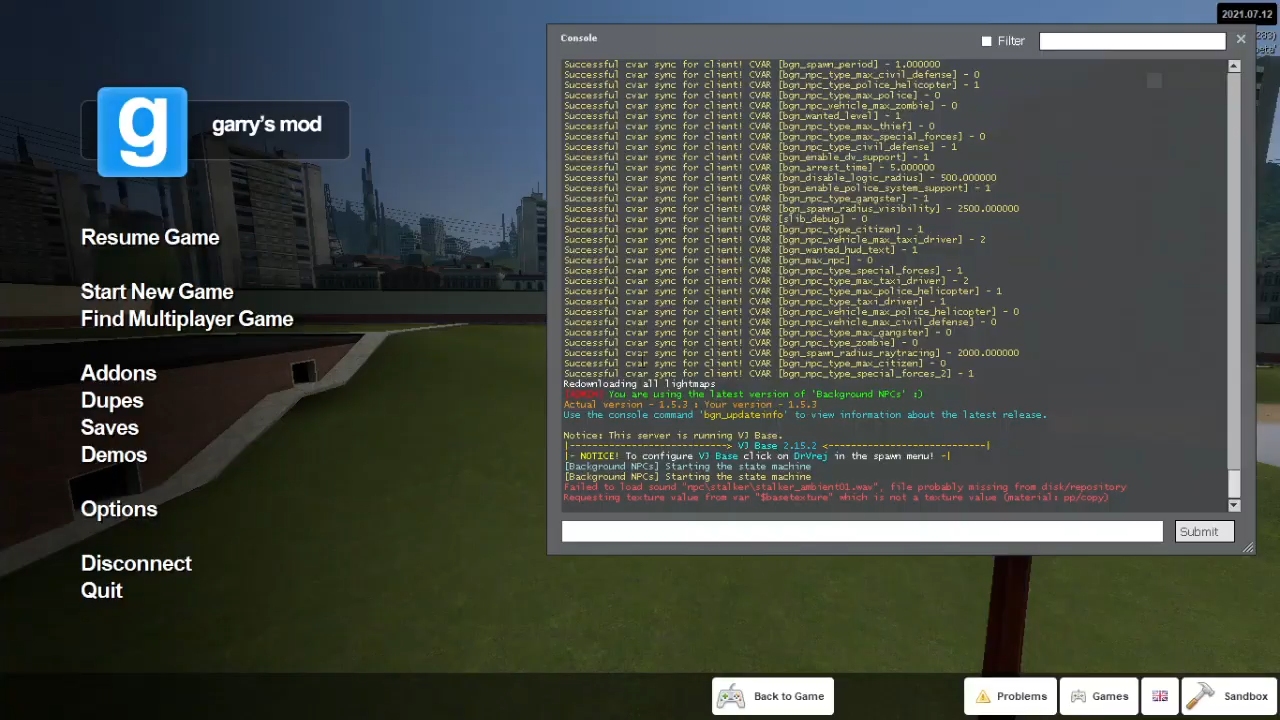 2021.07.12
Console
Filter
g
garry's mod
Resume Game
Start New Game
Find Multiplayer Game
Addons
Dupes
Saves
Demos
Options
Disconnect
Quit
Successful cvar sync for client! CVAR [bgn_spawn_period] - 1.000000
Successful cvar sync for client! CVAR [bgn_npc_type_max_civil_defense] - 0
Successful cvar sync for client! CVAR [bgn_npc_type_police_helicopter] - 1
Successful cvar sync for client! CVAR [bgn_npc_type_max_police] - 0
Successful cvar sync for client! CVAR [bgn_npc_vehicle_max_zombie] - 0
Successful cvar sync for client! CVAR [bgn_wanted_level] - 1
Successful cvar sync for client! CVAR [bgn_npc_type_max_thief] - 0
Successful cvar sync for client! CVAR [bgn_npc_type_max_special_forces] - 0
Successful cvar sync for client! CVAR [bgn_npc_type_civil_defense] - 1
Successful cvar sync for client! CVAR [bgn_enable_dv_support] - 1
Successful cvar sync for client! CVAR [bgn_arrest_time] - 5.000000
Successful cvar sync for client! CVAR [bgn_disable_logic_radius] - 500.000000
Successful cvar sync for client! CVAR [bgn_enable_police_system_support] - 1
Successful cvar sync for client! CVAR [bgn_npc_type_gangster] - 1
Successful cvar sync for client! CVAR [bgn_spawn_radius_visibility] - 2500.000000
Successful cvar sync for client! CVAR [slib_debug] - 0
Successful cvar sync for client! CVAR [bgn_npc_type_citizen] - 1
Successful cvar sync for client! CVAR [bgn_npc_vehicle_max_taxi_driver] - 2
Successful cvar sync for client! CVAR [bgn_wanted_hud_text] - 1
Successful cvar sync for client! CVAR [bgn_max_npc] - 0
Successful cvar sync for client! CVAR [bgn_npc_type_special_forces] - 1
Successful cvar sync for client! CVAR [bgn_npc_type_max_taxi_driver] - 2
Successful cvar sync for client! CVAR [bgn_npc_type_max_police_helicopter] - 1
Successful cvar sync for client! CVAR [bgn_npc_type_taxi_driver] - 1
Successful cvar sync for client! CVAR [bgn_npc_vehicle_max_police_helicopter] - 0
Successful cvar sync for client! CVAR [bgn_npc_vehicle_max_civil_defense] - 0
Successful cvar sync for client! CVAR [bgn_npc_type_max_gangster] - 0
Successful cvar sync for client! CVAR [bgn_npc_type_zombie] - 0
Successful cvar sync for client! CVAR [bgn_spawn_radius_raytracing] - 2000.000000
Successful cvar sync for client! CVAR [bgn_npc_type_max_citizen] - 0
Successful cvar sync for client! CVAR [bgn_npc_type_special_forces_2] - 1
Redownloading all lightmaps
You are using the latest version of 'Background NPCs' :)
Actual version - 1.5.3 : Your version - 1.5.3
Use the console command 'bgn_updateinfo' to view information about the latest release.
Notice: This server is running VJ Base.
|----------------------------> VJ Base 2.15.2 <----------------------------|
|- NOTICE! To configure VJ Base click on DrVrej in the spawn menu! -|
[Background NPCs] Starting the state machine
[Background NPCs] Starting the state machine
Failed to load sound "npc\stalker\stalker_ambient01.wav", file probably missing from disk/repository
Requesting texture value from var "$basetexture" which is not a texture value (material: pp/copy)
Submit
Back to Game
Problems
Games
Sandbox